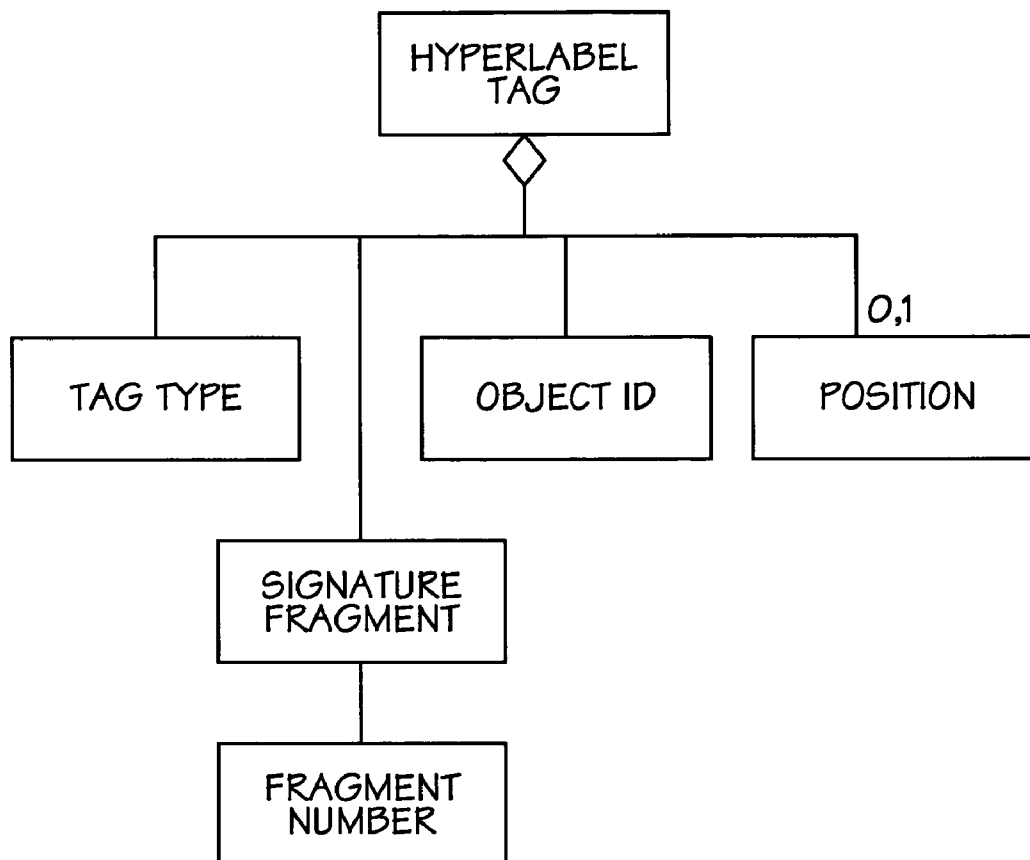 HYPERLABEL
TAG
0,1
TAG TYPE
OBJECT ID
POSITION
SIGNATURE
FRAGMENT
FRAGMENT
NUMBER